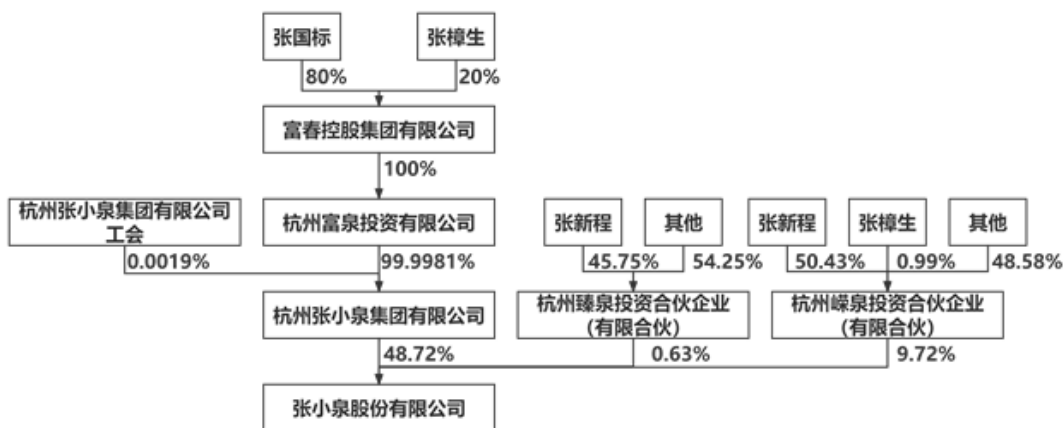 张国标
张樟生
80%
20%
富春控股集团有限公司
100%
杭州张小泉集团有限公司
工会
杭州富泉投资有限公司
张新程
其他
张新程
张樟生
其他
0.0019%
99.9981%
45.75%
54.25%
50.43%
0.99%
48.58%
杭州张小泉集团有限公司
杭州臻泉投资合伙企业
(有限合伙)
杭州嵘泉投资合伙企业
(有限合伙)
48.72%
0.63%
9.72%
张小泉股份有限公司